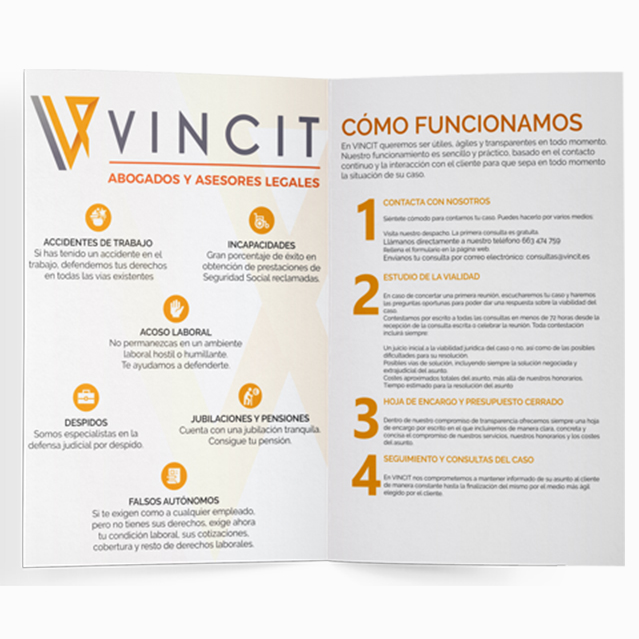 VINCIT
ABOGADOS Y ASESORES LEGALES
ACCIDENTES DE TRABAJO
Si has tenido un accidente en el
trabajo, defendemos tus derechos
en todas las vias existentes
INCAPACIDADES
Gran porcentaje de éxito en
obtención de prestaciones de
Seguridad Social reclamadas.
ACOSO LABORAL
No permanezcas en un ambiente
laboral hostil o humillante.
Te ayudamos a defenderte.
DESPIDOS
Somos especialistas en la
defensa judicial por despido.
JUBILACIONES Y PENSIONES
Cuenta con una jubilación tranquila.
Consigue tu pensión.
FALSOS AUTÓNOMOS
Si te exigen como a cualquier empleado,
pero no tienes sus derechos, exige ahora
tu condición laboral, sus cotizaciones,
cobertura y resto de derechos laborales.
CÓMO FUNCIONAMOS
En VINCIT queremos ser útiles, ágiles y transparentes en todo momento.
Nuestro funcionamiento es sencillo y práctico, basado en el contacto
continuo y la interacción con el cliente para que sepa en todo momento
la situación de su caso.
1
CONTACTA CON NOSOTROS
Siéntete cómodo para contarnos tu caso. Puedes hacerlo por varios medios:
Visita nuestro despacho. La primera consulta es gratuita.
Llámanos directamente a nuestro teléfono 663 474 759
Rellena el formulario en la página web.
Envíanos tu consulta por correo electrónico: consultas@vincit.es
2
ESTUDIO DE LA VIALIDAD
En caso de concertar una primera reunión, escucharemos tu caso y haremos
las preguntas oportunas para poder dar una respuesta sobre la viabilidad del
caso.
Contestamos por escrito a todas las consultas en menos de 72 horas desde la
recepción de la consulta escrita o celebrar la reunión. Toda contestación
incluirá siempre:
Un juicio inicial a la viabilidad jurídica del caso o no, así como de las posibles
dificultades para su resolución.
Posibles vías de solución, incluyendo siempre la solución negociada y
extrajudicial del asunto.
Costes aproximados totales del asunto, más allá de nuestros honorarios.
Tiempo estimado para la resolución del asunto
3
HOJA DE ENCARGO Y PRESUPUESTO CERRADO
Dentro de nuestro compromiso de transparencia ofrecemos siempre una hoja
de encargo por escrito en el que incluiremos de manera clara, concreta y
concisa el compromiso de nuestros servicios, nuestros honorarios y los costes
del asunto.
4
SEGUIMIENTO Y CONSULTAS DEL CASO
En VINCIT nos comprometemos a mantener informado de su asunto al cliente
de manera constante hasta la finalización del mismo por el medio más ágil
elegido por el cliente.